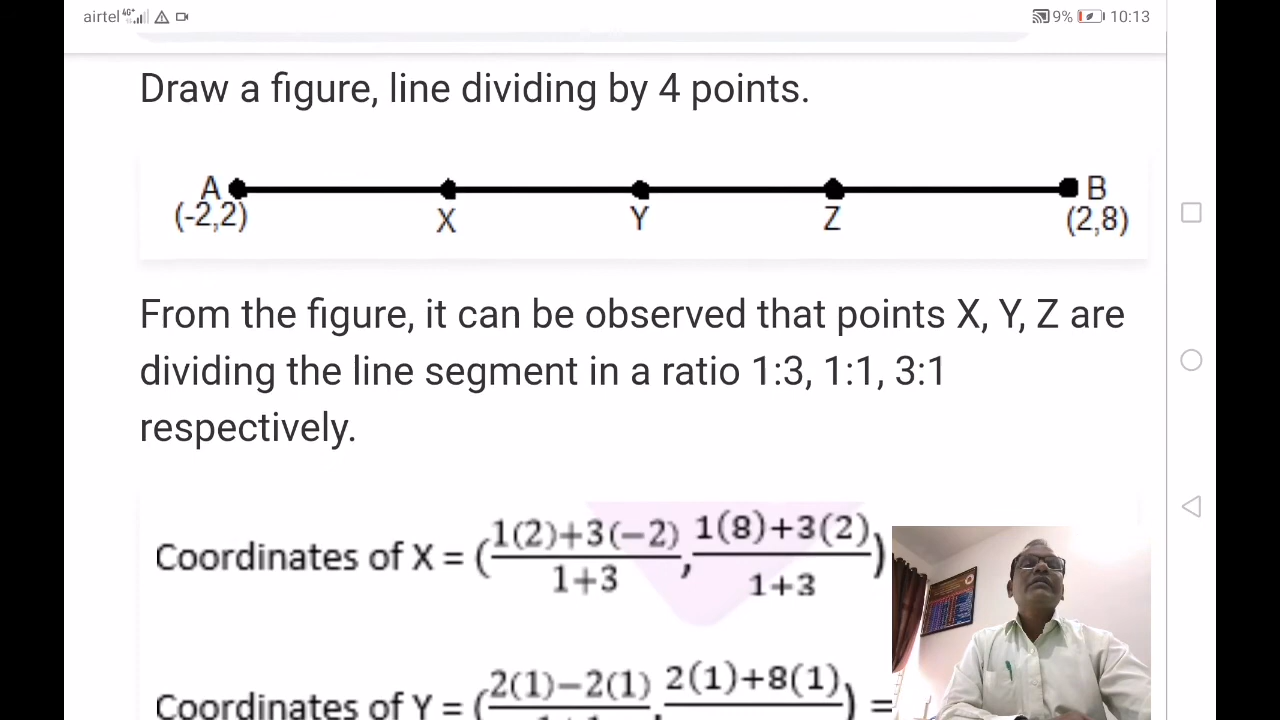 airtel 4G+ 9% 10:13
Draw a figure, line dividing by 4 points.
A B
(-2,2) X Y Z (2,8)
From the figure, it can be observed that points X, Y, Z are
dividing the line segment in a ratio 1:3, 1:1, 3:1
respectively.
Coordinates of X = (1(2)+3(−2)/1+3, 1(8)+3(2)/1+3)
Coordinates of Y = (2(1)−2(1)/1+1, 2(1)+8(1)) =